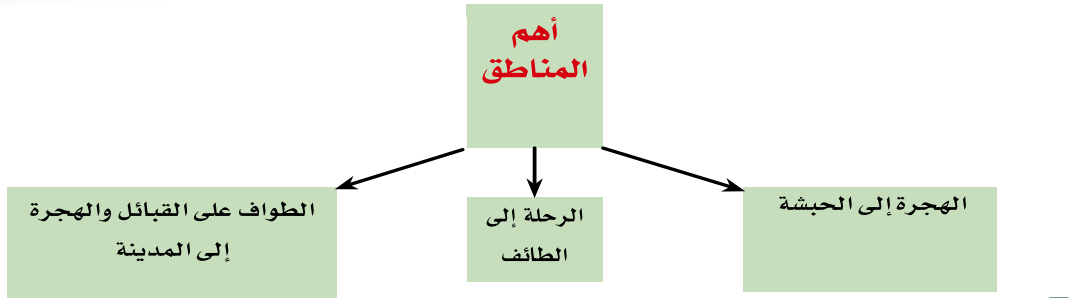 أهم
المناطق
الهجرة إلى الحبشة
الرحلة إلى
الطائف
الطواف على القبائل والهجرة
إلى المدينة